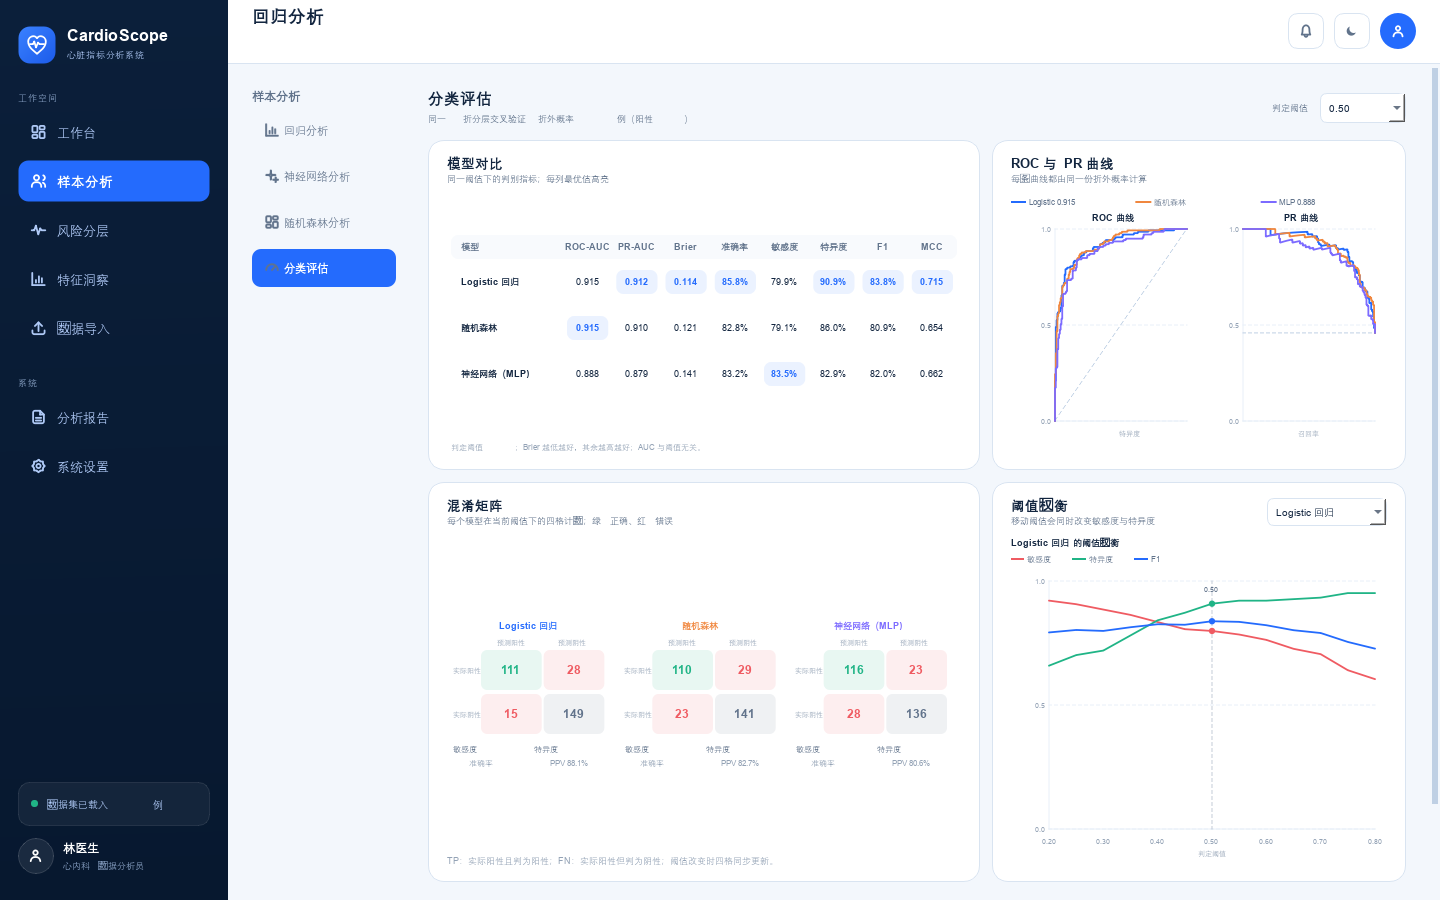 CardioScope
心脏指标分析系统
工作空间
工作台
样本分析
风险分层
特征洞察
数据导入
系统
分析报告
系统设置
数据集已载入 例
林医生
心内科 数据分析员
回归分析
样本分析
回归分析
神经网络分析
随机森林分析
分类评估
分类评估
同一 折分层交叉验证 折外概率 例（阳性 ）
判定阈值 0.50
模型对比
同一阈值下的判别指标；每列最优值高亮
模型 ROC-AUC PR-AUC Brier 准确率 敏感度 特异度 F1 MCC
Logistic 回归 0.915 0.912 0.114 85.8% 79.9% 90.9% 83.8% 0.715
随机森林 0.915 0.910 0.121 82.8% 79.1% 86.0% 80.9% 0.654
神经网络（MLP） 0.888 0.879 0.141 83.2% 83.5% 82.9% 82.0% 0.662
判定阈值 ；Brier 越低越好，其余越高越好；AUC 与阈值无关。
ROC 与 PR 曲线
每图曲线都由同一份折外概率计算
Logistic 0.915 随机森林 MLP 0.888
ROC 曲线 PR 曲线
1.0 1.0
0.5 0.5
0.0 0.0
特异度 召回率
混淆矩阵
每个模型在当前阈值下的四格计数；绿 正确、红 错误
Logistic 回归 随机森林 神经网络（MLP）
预测阳性 预测阴性 预测阳性 预测阴性 预测阳性 预测阴性
实际阳性 111 28 实际阳性 110 29 实际阳性 116 23
实际阴性 15 149 实际阴性 23 141 实际阴性 28 136
敏感度 特异度 敏感度 特异度 敏感度 特异度
准确率 PPV 88.1% 准确率 PPV 82.7% 准确率 PPV 80.6%
TP：实际阳性且判为阳性；FN：实际阳性但判为阴性；阈值改变时四格同步更新。
阈值权衡
Logistic 回归
移动阈值会同时改变敏感度与特异度
Logistic 回归 的阈值权衡
敏感度 特异度 F1
1.0
0.50
0.5
0.0
0.20 0.30 0.40 0.50 0.60 0.70 0.80
判定阈值